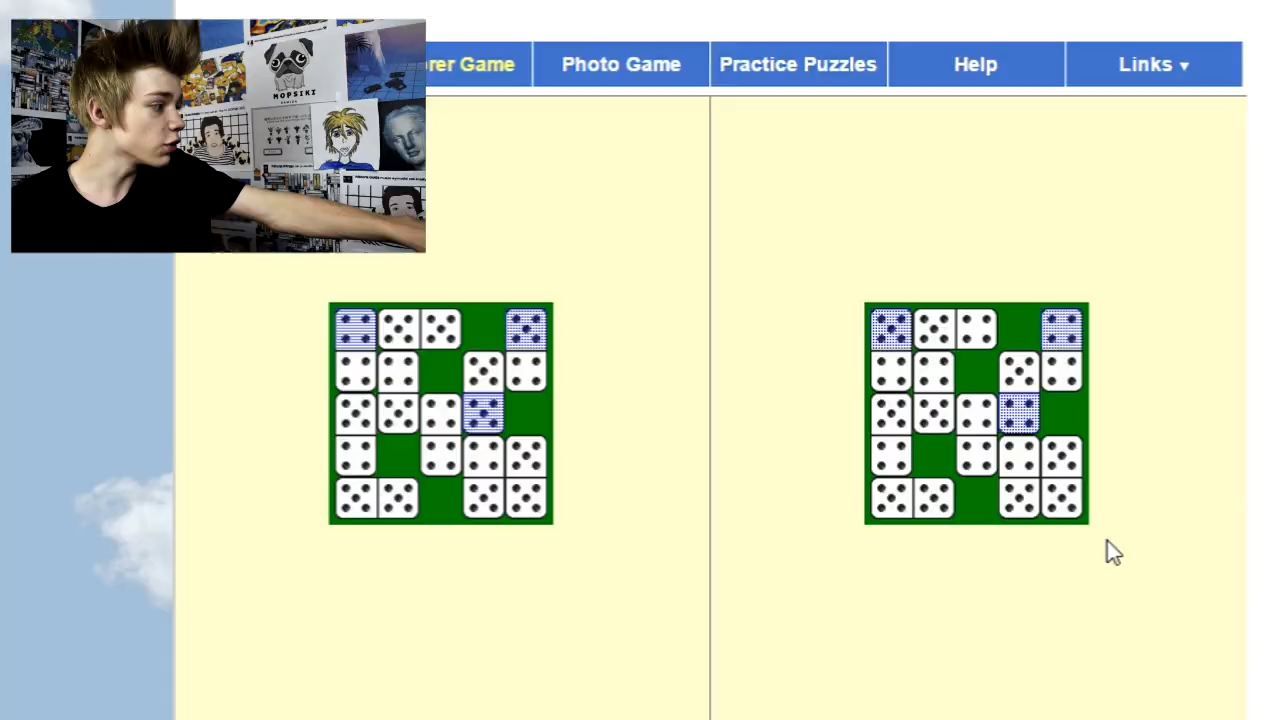 rer Game
Photo Game
Practice Puzzles
Help
Links ▾
MOPSIKI